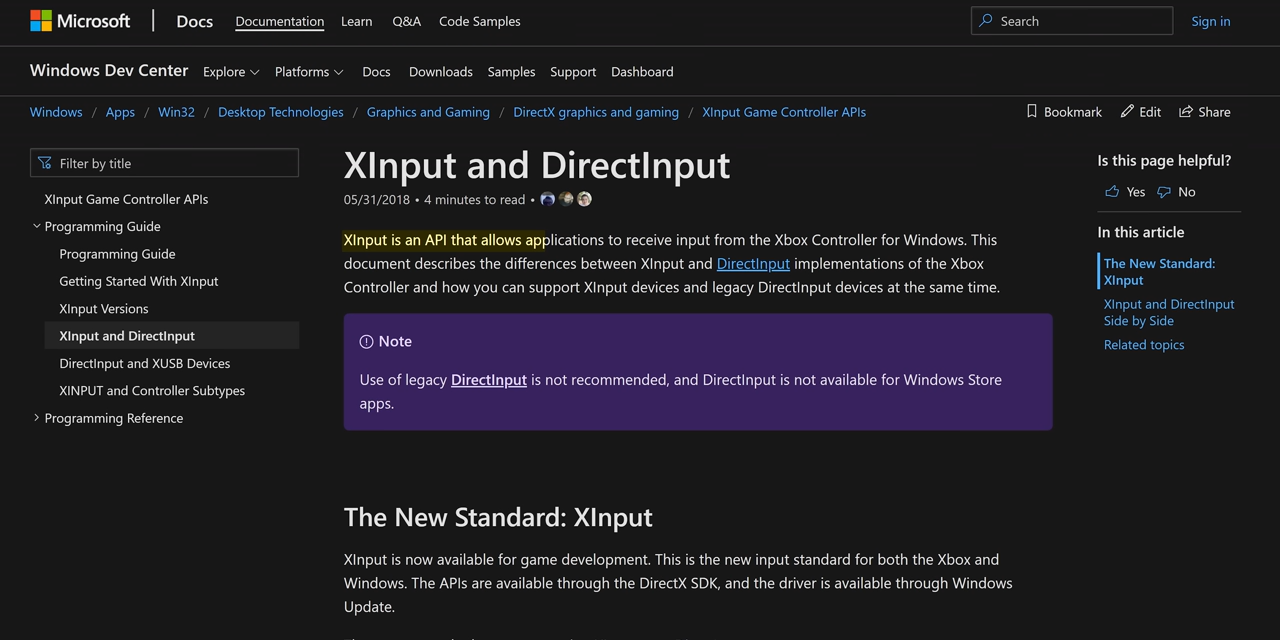 Microsoft Docs Documentation Learn Q&A Code Samples Search Sign in
Windows Dev Center Explore Platforms Docs Downloads Samples Support Dashboard
Windows / Apps / Win32 / Desktop Technologies / Graphics and Gaming / DirectX graphics and gaming / XInput Game Controller APIs Bookmark Edit Share
Filter by title
XInput Game Controller APIs
Programming Guide
Programming Guide
Getting Started With XInput
XInput Versions
XInput and DirectInput
DirectInput and XUSB Devices
XINPUT and Controller Subtypes
Programming Reference
XInput and DirectInput
05/31/2018 • 4 minutes to read •
XInput is an API that allows applications to receive input from the Xbox Controller for Windows. This
document describes the differences between XInput and DirectInput implementations of the Xbox
Controller and how you can support XInput devices and legacy DirectInput devices at the same time.
Note
Use of legacy DirectInput is not recommended, and DirectInput is not available for Windows Store
apps.
The New Standard: XInput
XInput is now available for game development. This is the new input standard for both the Xbox and
Windows. The APIs are available through the DirectX SDK, and the driver is available through Windows
Update.
Is this page helpful?
Yes No
In this article
The New Standard:
XInput
XInput and DirectInput
Side by Side
Related topics